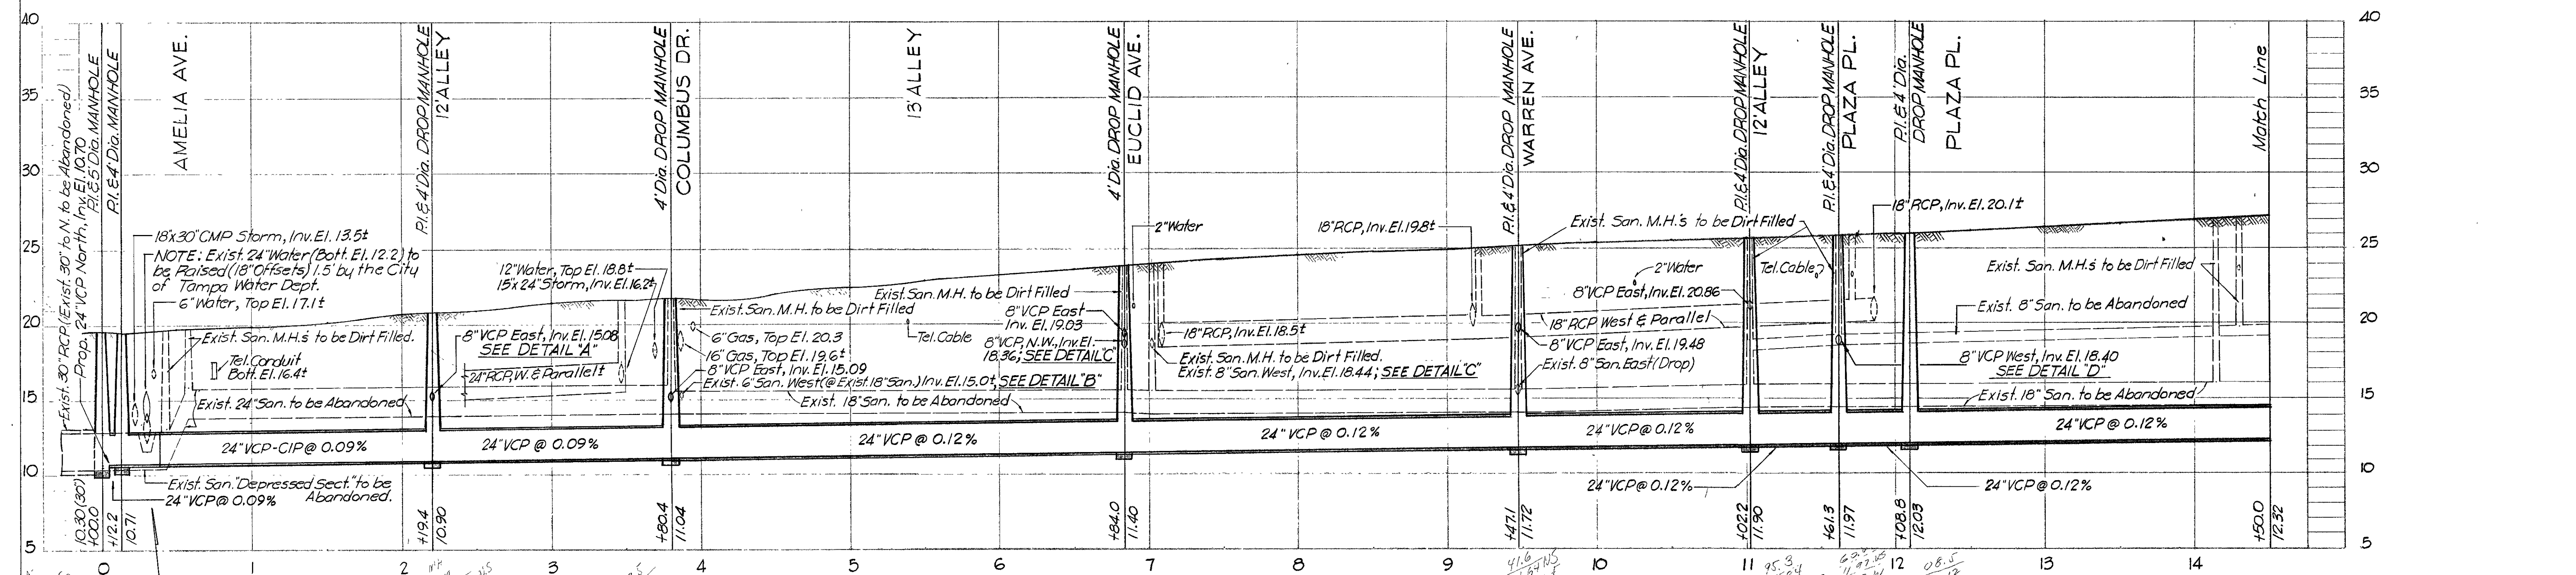 40
35
30
25
20
15
10
5
Exist. 30" RCP (Exist. 30" to N. to be Abandoned)
Prop. 24" VCP North, Inv. El. 10.70
P.I. & 5' Dia. MANHOLE
P.I. & 4' Dia. MANHOLE
AMELIA AVE.
P.I. & 4' Dia. DROP MANHOLE
12' ALLEY
4' Dia. DROP MANHOLE
COLUMBUS DR.
13' ALLEY
4' Dia. DROP MANHOLE
EUCLID AVE.
P.I. & 4' Dia. DROP MANHOLE
WARREN AVE.
P.I. & 4' Dia. DROP MANHOLE
12' ALLEY
P.I. & 4' Dia. DROP MANHOLE
PLAZA PL.
P.I. & 4' Dia.
DROP MANHOLE
PLAZA PL.
Match Line
40
35
30
25
20
15
10
5
18"x30" CMP Storm, Inv. El. 13.5±
NOTE: Exist. 24" Water (Bott. El. 12.2) to
be Raised (18" Offsets) 1.5' by the City
of Tampa Water Dept.
6" Water, Top El. 17.1±
Exist. San. M.H.'s to be Dirt Filled.
Tel. Conduit
Bott. El. 16.4±
Exist. 24" San. to be Abandoned
24" VCP-CIP @ 0.09%
Exist. San. "Depressed Sect." to be
Abandoned.
24" VCP @ 0.09%
12" Water, Top El. 18.8±
15"x 24" Storm, Inv. El. 16.2±
8" VCP East, Inv. El. 15.08
SEE DETAIL "A"
24" RCP, W. & Parallel±
24" VCP @ 0.09%
Exist. San. M.H. to be Dirt Filled
6" Gas, Top El. 20.3
16" Gas, Top El. 19.6±
8" VCP East, Inv. El. 15.09
Exist. 6" San. West (@ Exist. 18" San.) Inv. El. 15.0±, SEE DETAIL "B"
Exist. 18" San. to be Abandoned
Tel. Cable
24" VCP @ 0.12%
Exist. San. M.H. to be Dirt Filled
8" VCP East
Inv. El. 19.03
8" VCP, N.W., Inv. El.
18.36; SEE DETAIL "C"
2" Water
18" RCP, Inv. El. 19.8±
18" RCP, Inv. El. 18.5±
Exist. San. M.H. to be Dirt Filled.
Exist. 8" San. West, Inv. El. 18.44; SEE DETAIL "C"
24" VCP @ 0.12%
Exist. San. M.H.'s to be Dirt Filled
2" Water
Tel. Cable
8" VCP East, Inv. El. 20.86
18" RCP West & Parallel
8" VCP East, Inv. El. 19.48
Exist. 8" San. East (Drop)
24" VCP @ 0.12%
24" VCP @ 0.12%
18" RCP, Inv. El. 20.1±
Exist. San. M.H.'s to be Dirt Filled
Exist. 8" San. to be Abandoned
8" VCP West, Inv. El. 18.40
SEE DETAIL "D"
Exist. 18" San. to be Abandoned
24" VCP @ 0.12%
24" VCP @ 0.12%
10.30 (30")
+00.0
+12.2
10.71
+19.4
10.90
+80.4
11.04
+84.0
11.40
+47.1
11.72
+02.2
11.90
+61.3
11.97
+08.8
12.03
+50.0
12.32
0 1 2 3 4 5 6 7 8 9 10 11 12 13 14
41.6
95.3
08.5